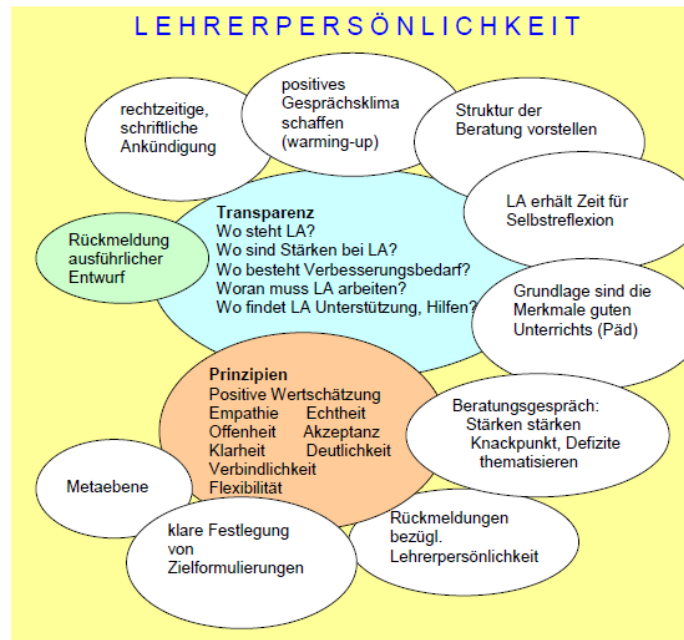 LEHRERPERSÖNLICHKEIT
rechtzeitige,
schriftliche
Ankündigung
positives
Gesprächsklima
schaffen
(warming-up)
Struktur der
Beratung vorstellen
LA erhält Zeit für
Selbstreflexion
Rückmeldung
ausführlicher
Entwurf
Transparenz
Wo steht LA?
Wo sind Stärken bei LA?
Wo besteht Verbesserungsbedarf?
Woran muss LA arbeiten?
Wo findet LA Unterstützung, Hilfen?
Grundlage sind die
Merkmale guten
Unterrichts (Päd)
Prinzipien
Positive Wertschätzung
Empathie Echtheit
Offenheit Akzeptanz
Klarheit Deutlichkeit
Verbindlichkeit
Flexibilität
Beratungsgespräch:
Stärken stärken
Knackpunkt, Defizite
thematisieren
Metaebene
klare Festlegung
von
Zielformulierungen
Rückmeldungen
bezügl.
Lehrerpersönlichkeit